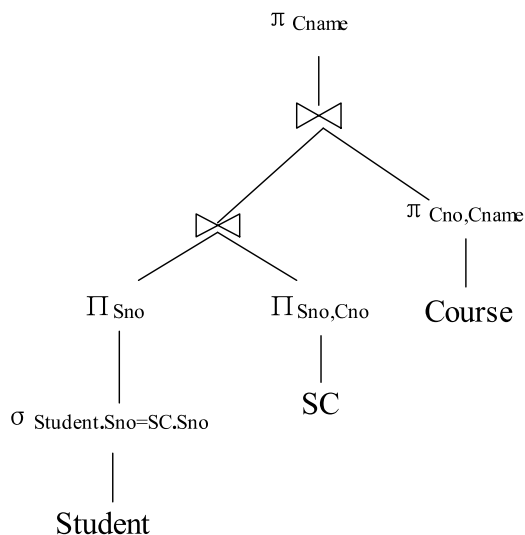 π Cname
π Cno,Cname
Π Sno
Π Sno,Cno
Course
SC
σ Student.Sno=SC.Sno
Student